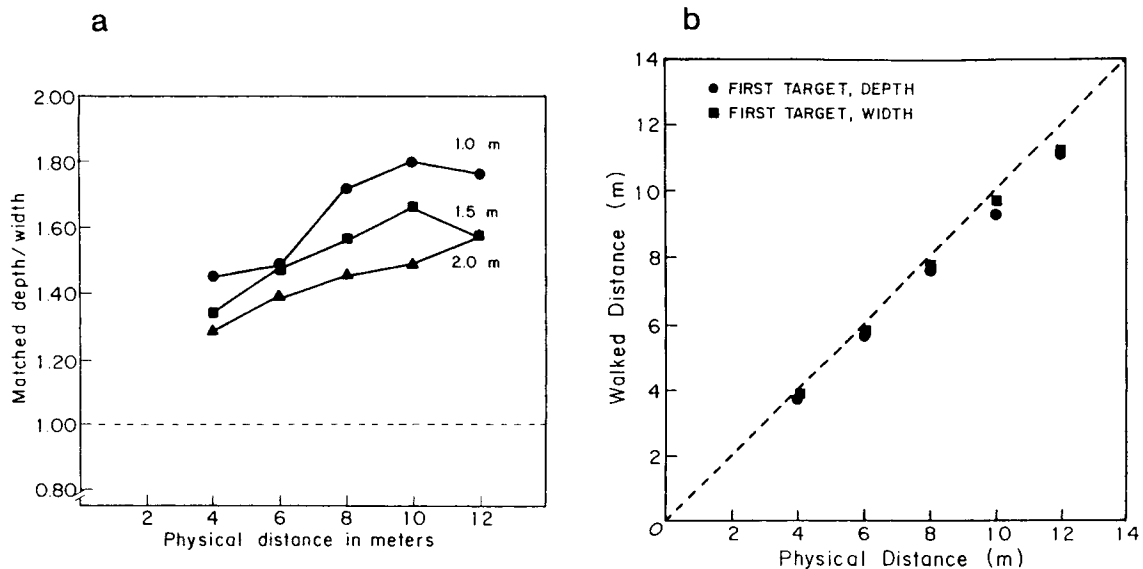 a
2.00
1.80
1.60
1.40
1.20
1.00
0.80
Matched depth/width
1.0 m
1.5 m
2.0 m
2 4 6 8 10 12
Physical distance in meters
b
14
12
10
8
6
4
2
0
Walked Distance (m)
FIRST TARGET, DEPTH
FIRST TARGET, WIDTH
2 4 6 8 10 12 14
Physical Distance (m)